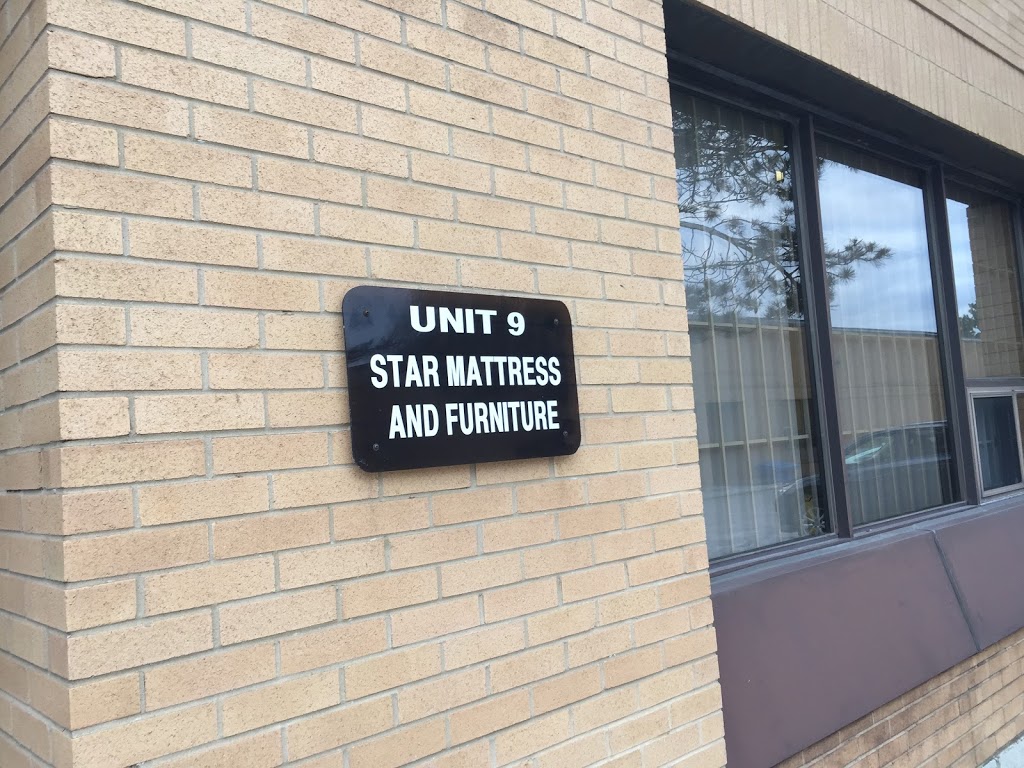 UNIT 9
STAR MATTRESS
AND FURNITURE